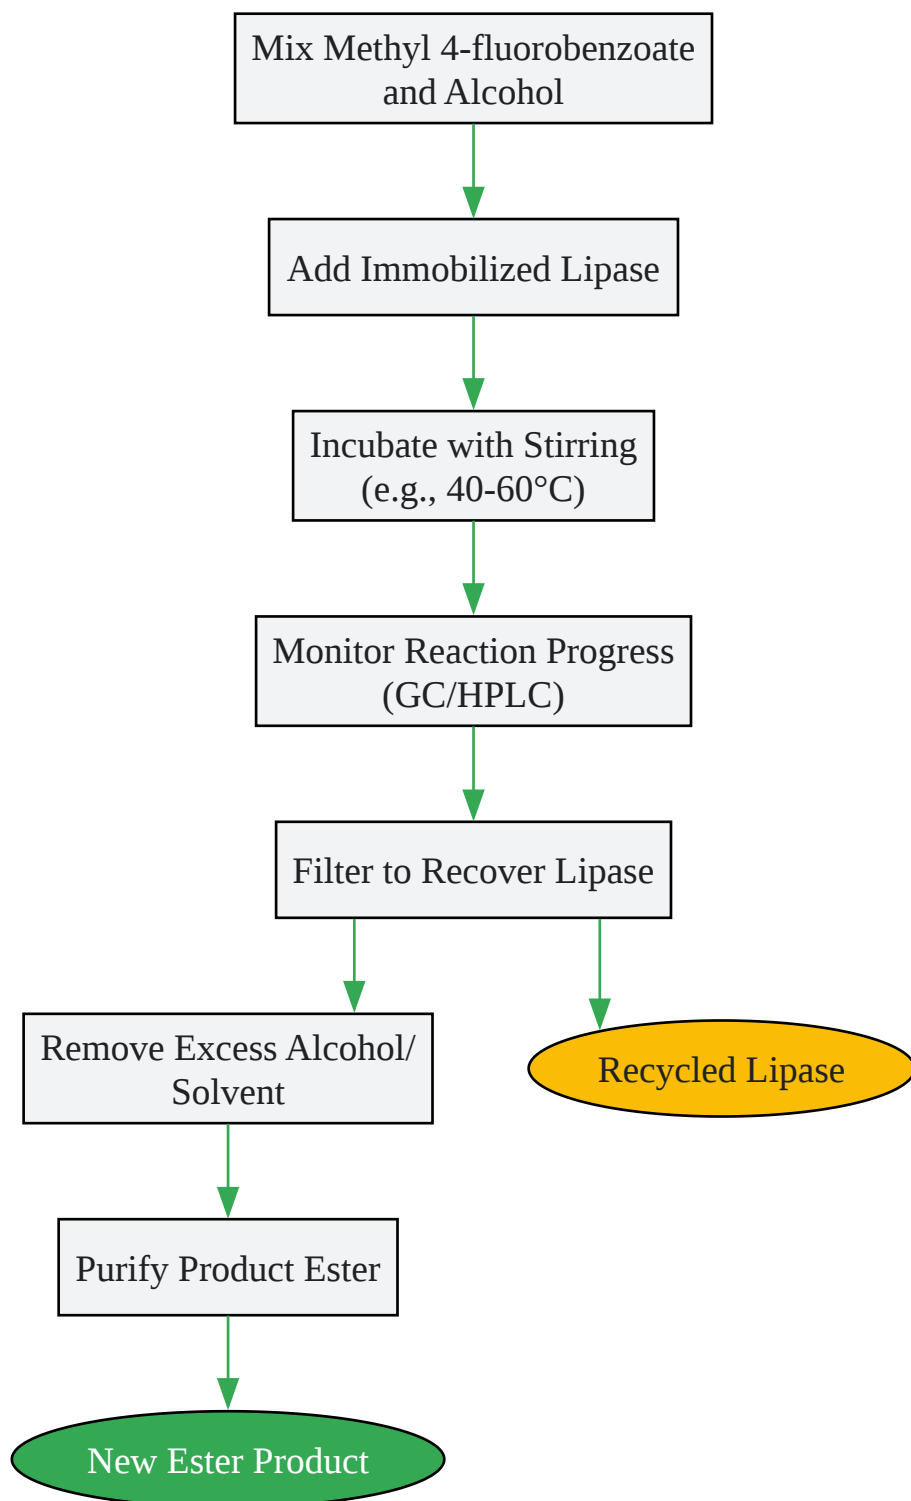 Mix Methyl 4-fluorobenzoate
and Alcohol
Add Immobilized Lipase
Incubate with Stirring
(e.g., 40-60°C)
Monitor Reaction Progress
(GC/HPLC)
Filter to Recover Lipase
Remove Excess Alcohol/
Solvent
Recycled Lipase
Purify Product Ester
New Ester Product